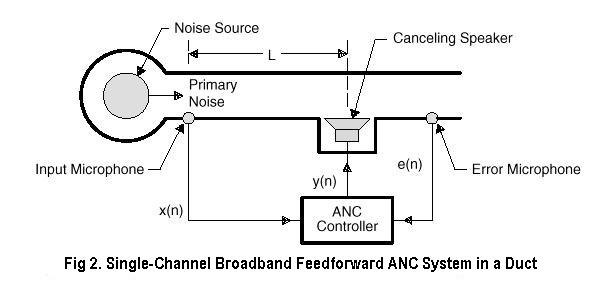 Noise Source
L
Canceling Speaker
Primary
Noise
Input Microphone
Error Microphone
y(n)
e(n)
x(n)
ANC
Controller
Fig 2. Single-Channel Broadband Feedforward ANC System in a Duct